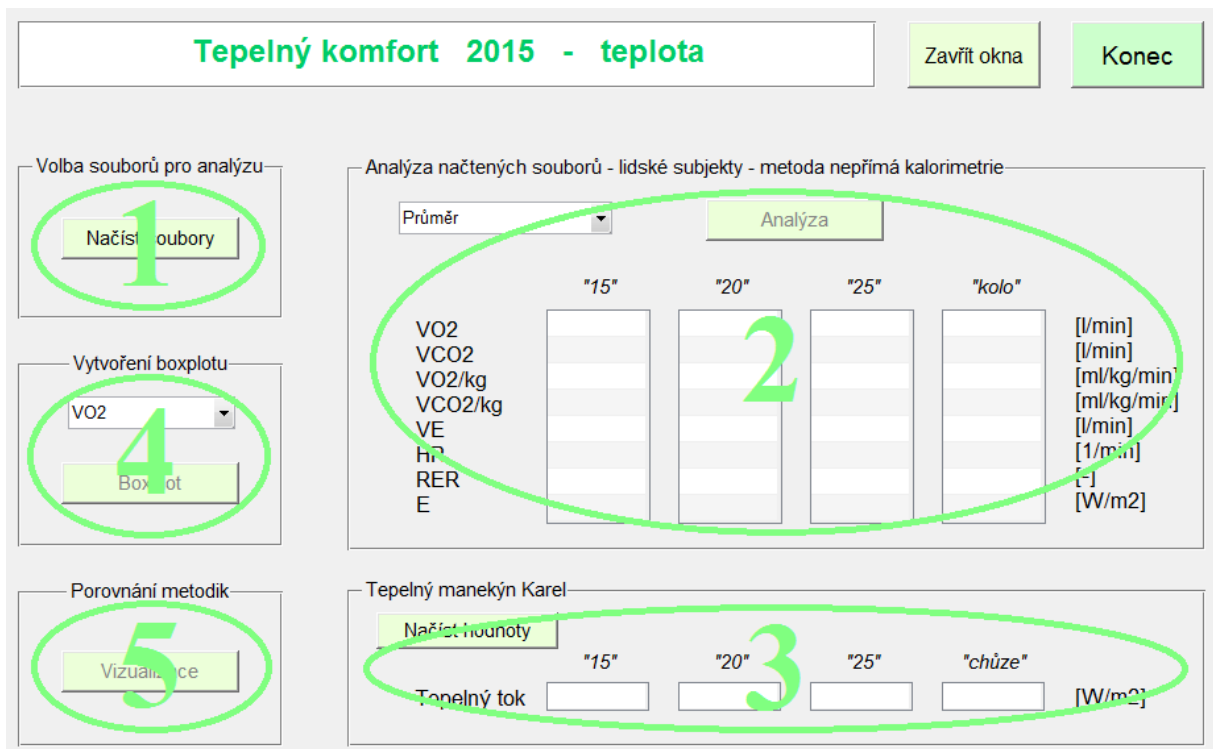 Tepelný komfort 2015 - teplota
Zavřít okna
Konec
Volba souborů pro analýzu
Načíst soubory
1
Analýza načtených souborů - lidské subjekty - metoda nepřímá kalorimetrie
Průměr
Analýza
"15" "20" "25" "kolo"
VO2 [l/min]
VCO2 [l/min]
VO2/kg [ml/kg/min]
VCO2/kg [ml/kg/min]
VE [l/min]
HR [1/min]
RER [-]
E [W/m2]
2
Vytvoření boxplotu
VO2
Boxplot
4
Porovnání metodik
Vizualizace
5
Tepelný manekýn Karel
Načíst hodnoty
"15" "20" "25" "chůze"
Tepelný tok [W/m2]
3